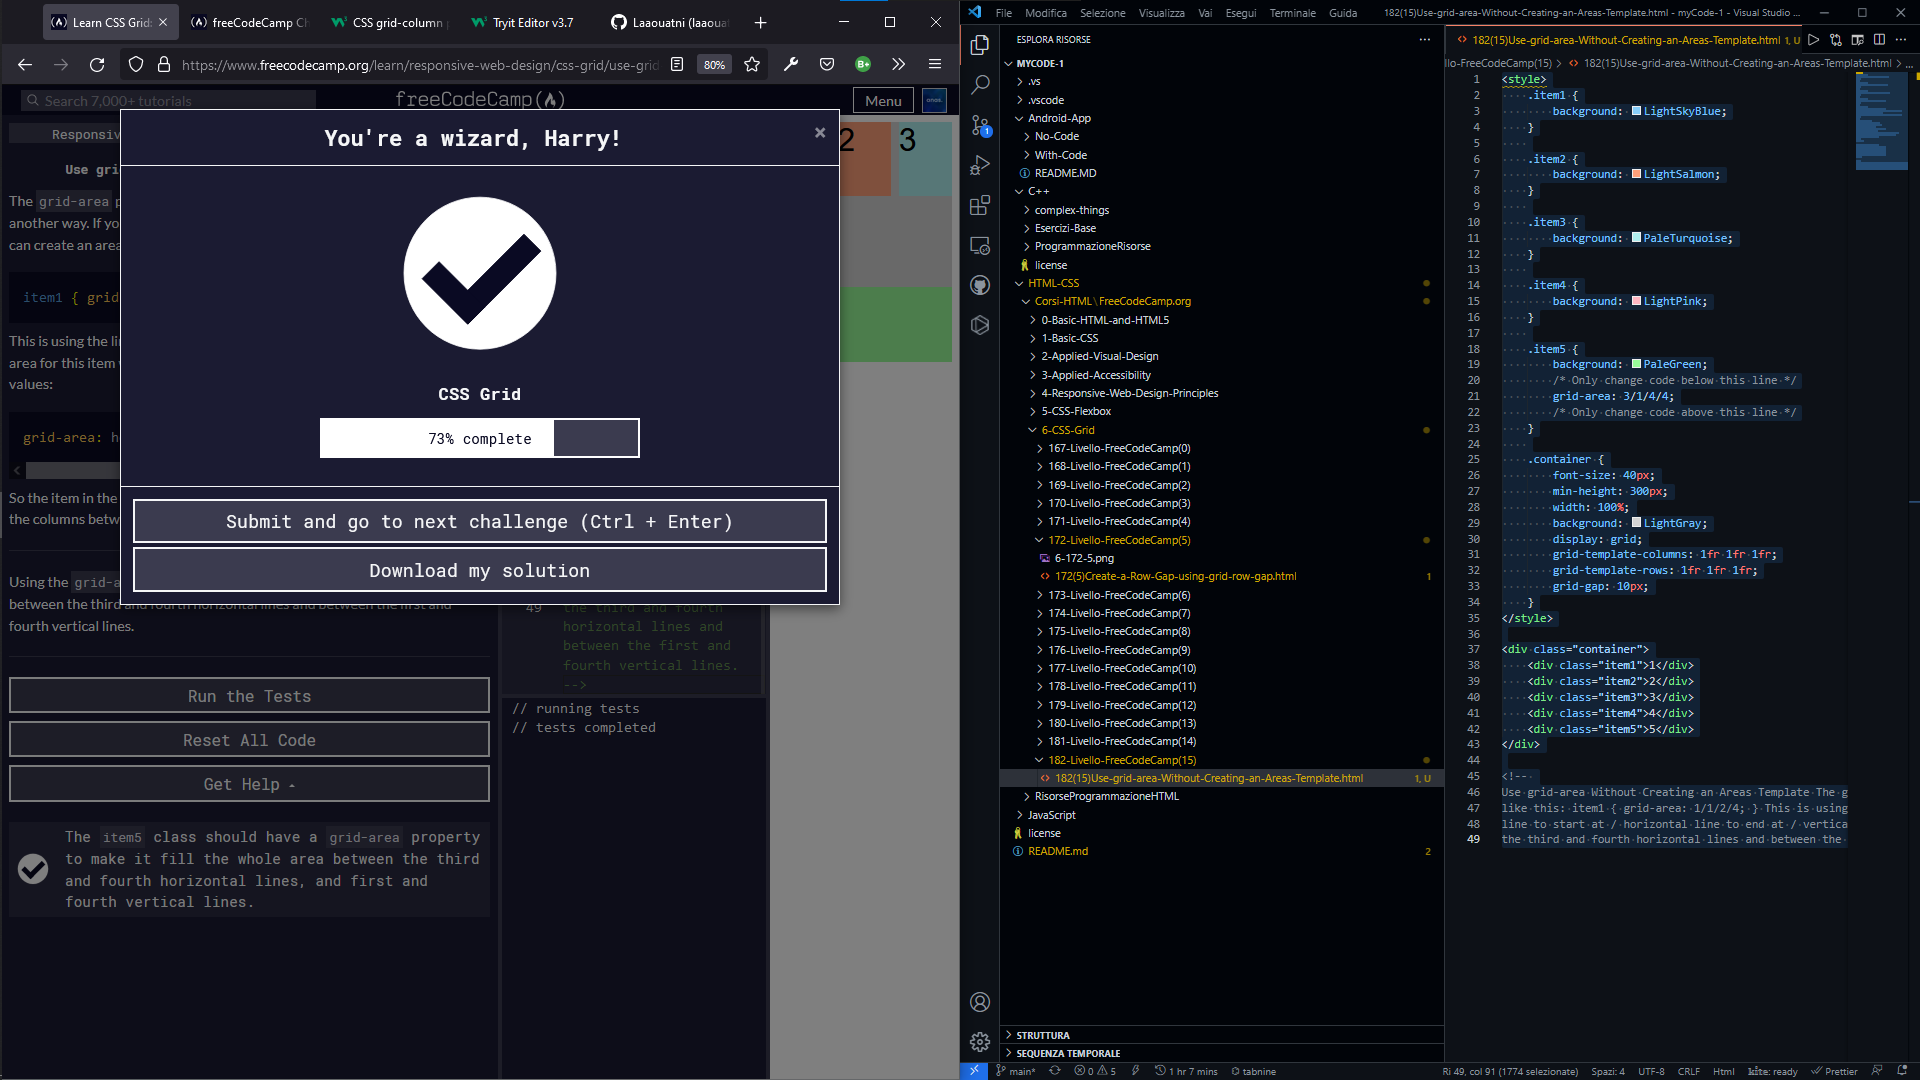 Learn CSS Grid:
freeCodeCamp Ch
CSS grid-column
Tryit Editor v3.7
Laaouatni (laaoua
https://www.freecodecamp.org/learn/responsive-web-design/css-grid/use-grid
80%
Search 7,000+ tutorials
freeCodeCamp
Menu
Responsiv
Use gri
The grid-area
another way. If yo
can create an area
item1 { grid
This is using the li
area for this item
values:
grid-area: h
So the item in the
the columns betw
Using the grid-a
between the third and fourth horizontal lines and between the first and
fourth vertical lines.
You're a wizard, Harry!
×
CSS Grid
73% complete
Submit and go to next challenge (Ctrl + Enter)
Download my solution
2
3
49
the third and fourth
horizontal lines and
between the first and
fourth vertical lines.
-->
Run the Tests
Reset All Code
Get Help
// running tests
// tests completed
The item5 class should have a grid-area property
to make it fill the whole area between the third
and fourth horizontal lines, and first and
fourth vertical lines.
File Modifica Selezione Visualizza Vai Esegui Terminale Guida
182(15)Use-grid-area-Without-Creating-an-Areas-Template.html - myCode-1 - Visual Studio ...
ESPLORA RISORSE
MYCODE-1
.vs
.vscode
Android-App
No-Code
With-Code
README.MD
C++
complex-things
Esercizi-Base
ProgrammazioneRisorse
license
HTML-CSS
Corsi-HTML\FreeCodeCamp.org
0-Basic-HTML-and-HTML5
1-Basic-CSS
2-Applied-Visual-Design
3-Applied-Accessibility
4-Responsive-Web-Design-Principles
5-CSS-Flexbox
6-CSS-Grid
167-Livello-FreeCodeCamp(0)
168-Livello-FreeCodeCamp(1)
169-Livello-FreeCodeCamp(2)
170-Livello-FreeCodeCamp(3)
171-Livello-FreeCodeCamp(4)
172-Livello-FreeCodeCamp(5)
6-172-5.png
172(5)Create-a-Row-Gap-using-grid-row-gap.html 1
173-Livello-FreeCodeCamp(6)
174-Livello-FreeCodeCamp(7)
175-Livello-FreeCodeCamp(8)
176-Livello-FreeCodeCamp(9)
177-Livello-FreeCodeCamp(10)
178-Livello-FreeCodeCamp(11)
179-Livello-FreeCodeCamp(12)
180-Livello-FreeCodeCamp(13)
181-Livello-FreeCodeCamp(14)
182-Livello-FreeCodeCamp(15)
182(15)Use-grid-area-Without-Creating-an-Areas-Template.html 1, U
RisorseProgrammazioneHTML
JavaScript
license
README.md 2
STRUTTURA
SEQUENZA TEMPORALE
182(15)Use-grid-area-Without-Creating-an-Areas-Template.html 1, U
llo-FreeCodeCamp(15) > 182(15)Use-grid-area-Without-Creating-an-Areas-Template.html > ...
1 <style>
2 .item1 {
3 background: LightSkyBlue;
4 }
5
6 .item2 {
7 background: LightSalmon;
8 }
9
10 .item3 {
11 background: PaleTurquoise;
12 }
13
14 .item4 {
15 background: LightPink;
16 }
17
18 .item5 {
19 background: PaleGreen;
20 /* Only change code below this line */
21 grid-area: 3/1/4/4;
22 /* Only change code above this line */
23 }
24
25 .container {
26 font-size: 40px;
27 min-height: 300px;
28 width: 100%;
29 background: LightGray;
30 display: grid;
31 grid-template-columns: 1fr 1fr 1fr;
32 grid-template-rows: 1fr 1fr 1fr;
33 grid-gap: 10px;
34 }
35 </style>
36
37 <div class="container">
38 <div class="item1">1</div>
39 <div class="item2">2</div>
40 <div class="item3">3</div>
41 <div class="item4">4</div>
42 <div class="item5">5</div>
43 </div>
44
45 <!--
46 Use grid-area Without Creating an Areas Template The g
47 like this: item1 { grid-area: 1/1/2/4; } This is using
48 line to start at / horizontal line to end at / vertica
49 the third and fourth horizontal lines and between the
main* 0 5 1 hr 7 mins tabnine
Ri 49, col 91 (1774 selezionate) Spazi: 4 UTF-8 CRLF Html kite: ready Prettier